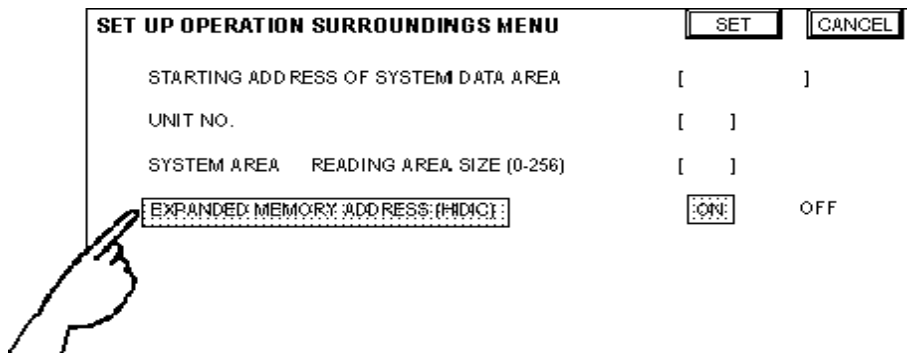 SET UP OPERATION SURROUNDINGS MENU SET CANCEL
STARTING ADDRESS OF SYSTEM DATA AREA [ ]
UNIT NO. [ ]
SYSTEM AREA READING AREA SIZE (0-256) [ ]
EXPANDED MEMORY ADDRESS (HIDIC) ON OFF